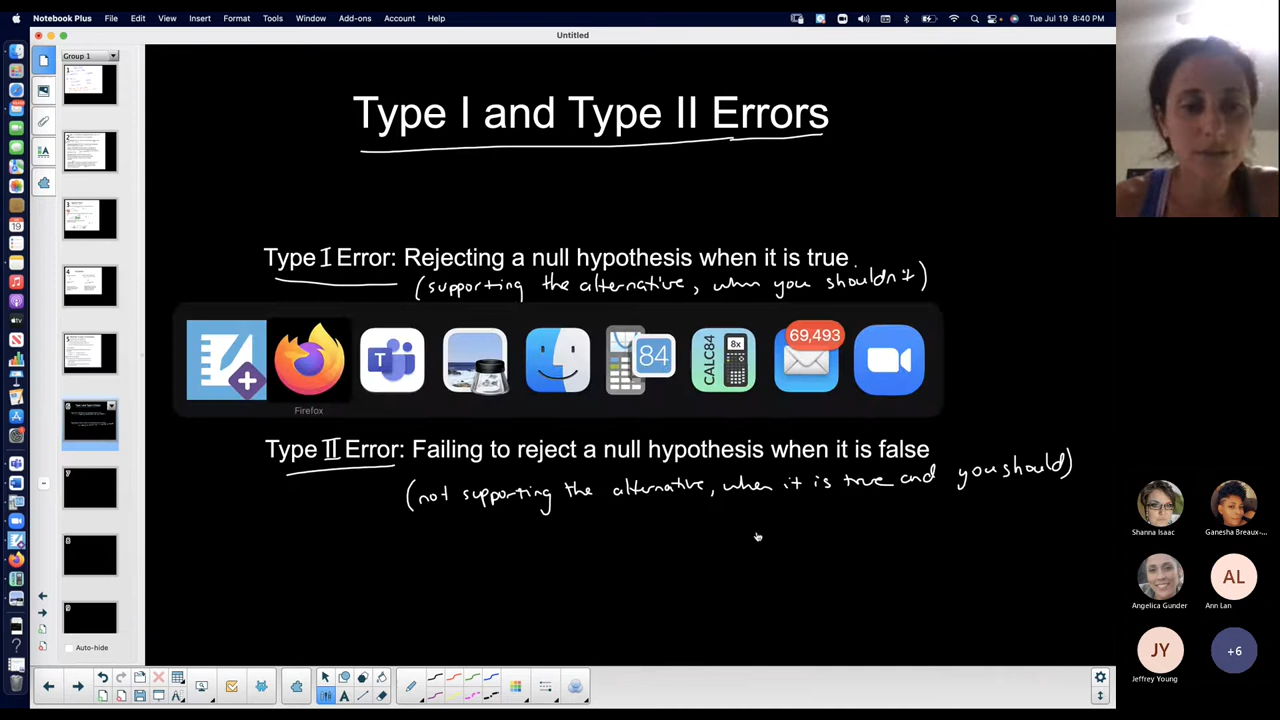 Notebook Plus File Edit View Insert Format Tools Window Add-ons Account Help
Tue Jul 19 8:40 PM
Untitled
Group 1
Type I and Type II Errors
Type I Error: Rejecting a null hypothesis when it is true.
(supporting the alternative, when you shouldn't)
19
tv
84
CALC84
8x
69,493
Firefox
Type II Error: Failing to reject a null hypothesis when it is false
(not supporting the alternative, when it is true and you should)
Shanna Isaac
Ganesha Breaux-...
Angelica Gunder
AL
Ann Lan
JY
Jeffrey Young
+6
Auto-hide